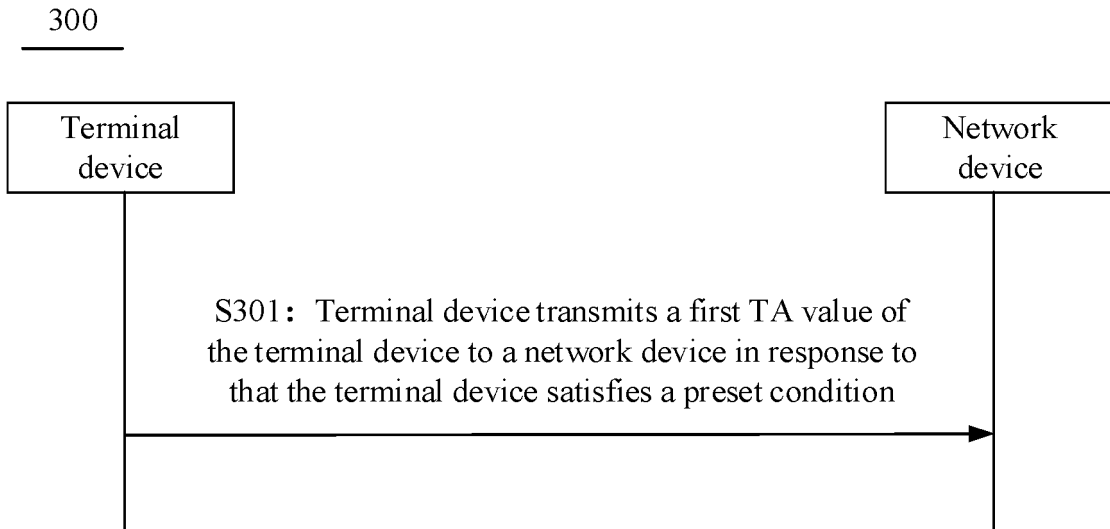 300
Terminal
device
Network
device
S301: Terminal device transmits a first TA value of
the terminal device to a network device in response to
that the terminal device satisfies a preset condition